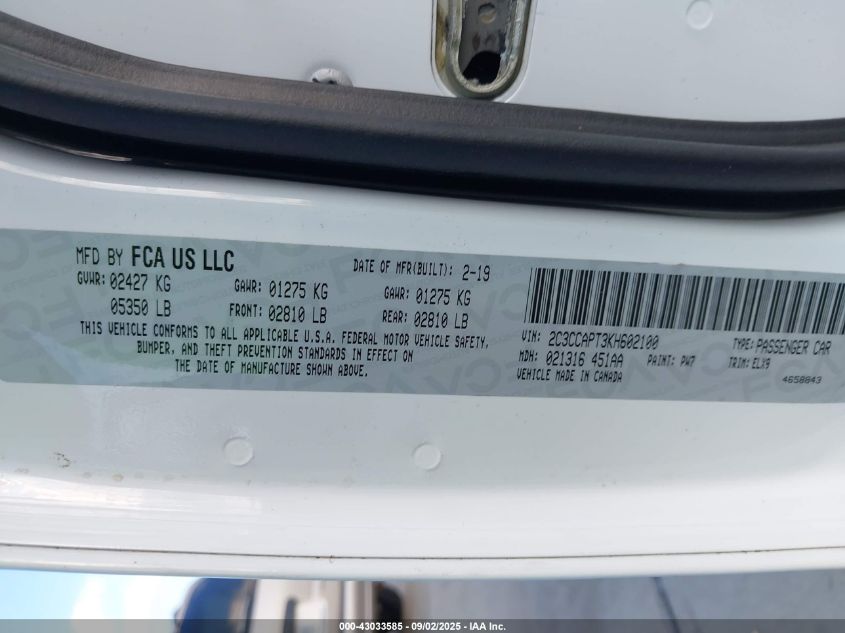 MFD BY FCA US LLC
DATE OF MFR(BUILT): 2-19
GVWR: 02427 KG
GAWR: 01275 KG
GAWR: 01275 KG
05350 LB
FRONT: 02810 LB
REAR: 02810 LB
THIS VEHICLE CONFORMS TO ALL APPLICABLE U.S.A. FEDERAL MOTOR VEHICLE SAFETY,
BUMPER, AND THEFT PREVENTION STANDARDS IN EFFECT ON
THE DATE OF MANUFACTURE SHOWN ABOVE.
VIN: 2C3CCAPT3KH602100
TYPE: PASSENGER CAR
MDH: 021316 451AA
PAINT: PW7
TRIM: ELX9
VEHICLE MADE IN CANADA
4658843
000-43033585 - 09/02/2025 - IAA Inc.